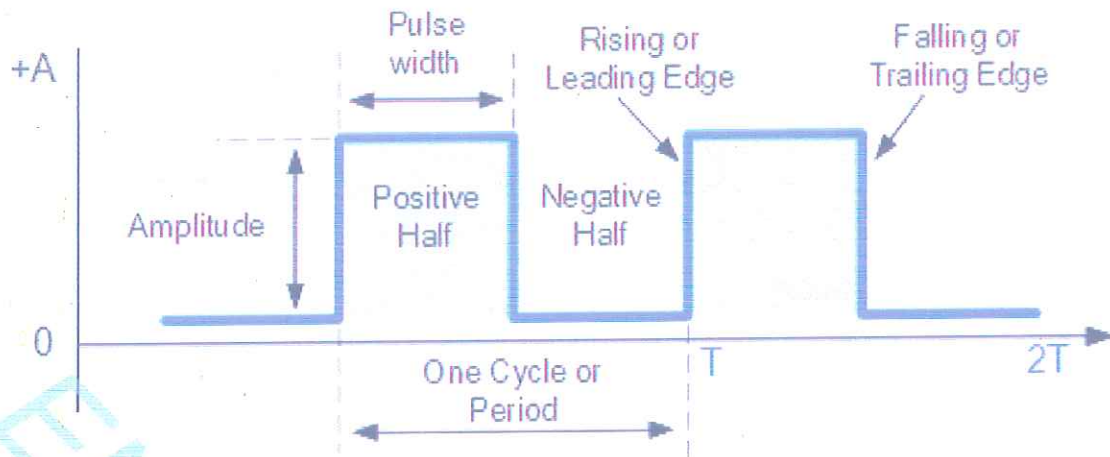 Pulse
width
Rising or
Leading Edge
Falling or
Trailing Edge
+A
Amplitude
Positive
Half
Negative
Half
0
T
2T
One Cycle or
Period